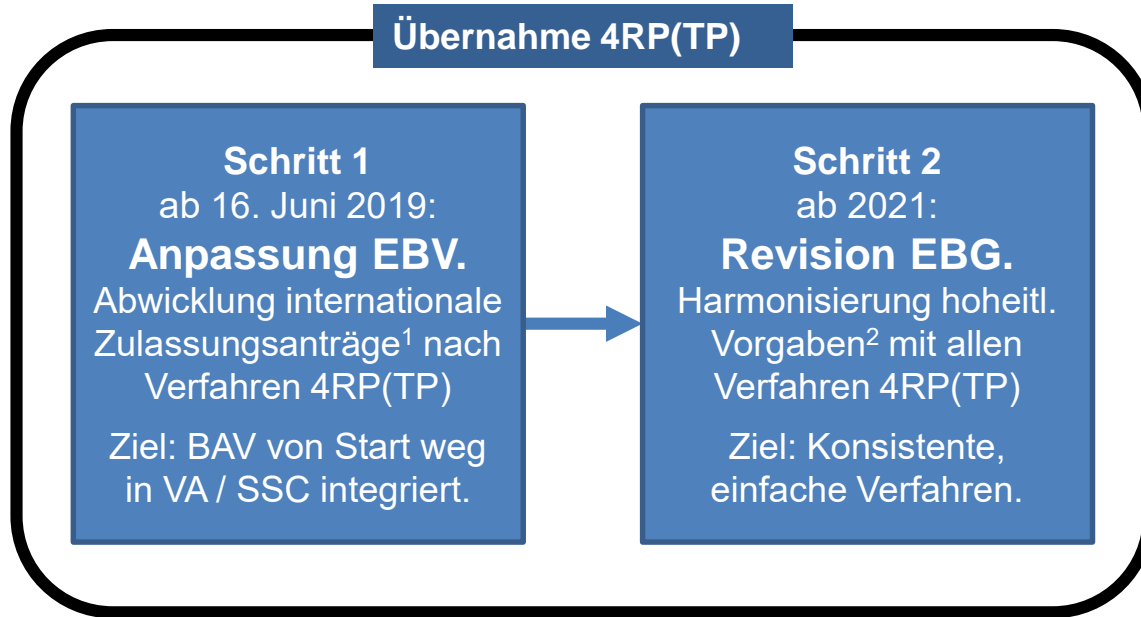 Übernahme 4RP(TP)
Schritt 1
ab 16. Juni 2019:
Anpassung EBV.
Abwicklung internationale
Zulassungsanträge¹ nach
Verfahren 4RP(TP)
Ziel: BAV von Start weg
in VA / SSC integriert.
Schritt 2
ab 2021:
Revision EBG.
Harmonisierung hoheitl.
Vorgaben² mit allen
Verfahren 4RP(TP)
Ziel: Konsistente,
einfache Verfahren.